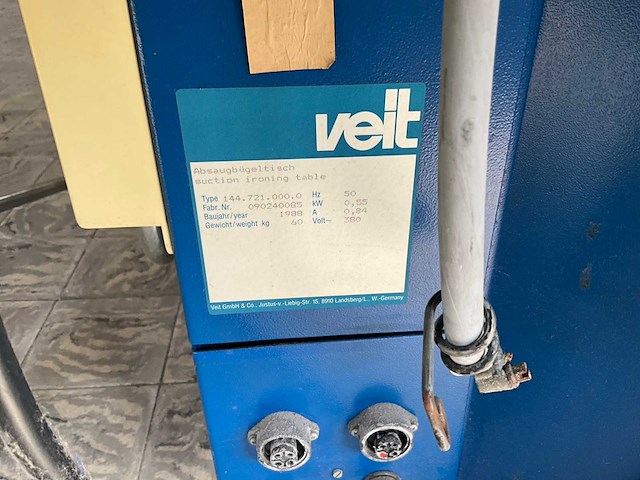 veit
Absaugbügeltisch
suction ironing table
Type 144.721.000.0 Hz 50
Fabr. Nr. 090240085 kW 0,55
Baujahr/year 1988 A 0,84
Gewicht/weight kg 60 Volt~ 380
Veit GmbH & Co., Justus-v.-Liebig-Str. 15, 8910 Landsberg/L., W.-Germany